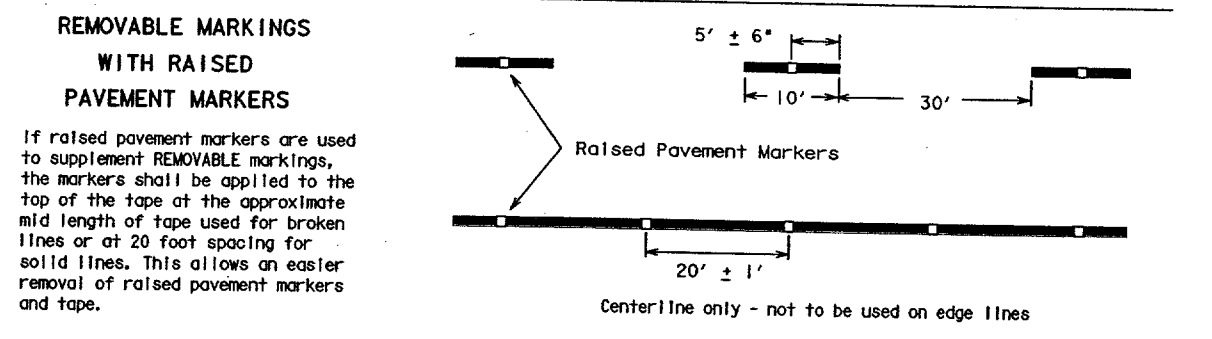 REMOVABLE MARKINGS
WITH RAISED
PAVEMENT MARKERS
If raised pavement markers are used
to supplement REMOVABLE markings,
the markers shall be applied to the
top of the tape at the approximate
mid length of tape used for broken
lines or at 20 foot spacing for
solid lines. This allows an easier
removal of raised pavement markers
and tape.
5' ± 6"
10'
30'
Raised Pavement Markers
20' ± 1'
Centerline only - not to be used on edge lines